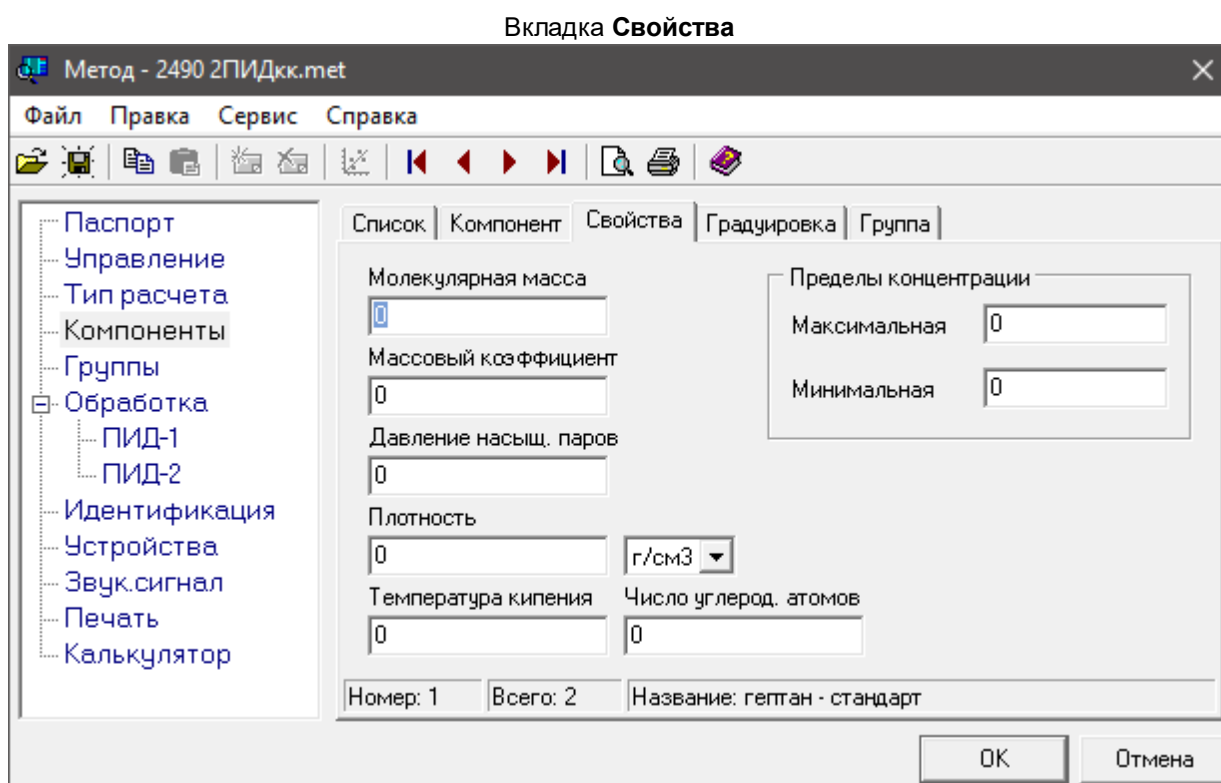 Вкладка Свойства
Метод - 2490 2ПИДкк.met
Файл Правка Сервис Справка
Паспорт
Управление
Тип расчета
Компоненты
Группы
Обработка
ПИД-1
ПИД-2
Идентификация
Устройства
Звук.сигнал
Печать
Калькулятор
Список Компонент Свойства Градуировка Группа
Молекулярная масса
0
Массовый коэффициент
0
Давление насыщ. паров
0
Плотность
0 г/см3
Температура кипения Число углерод. атомов
0 0
Пределы концентрации
Максимальная 0
Минимальная 0
Номер: 1 Всего: 2 Название: гептан - стандарт
OK Отмена